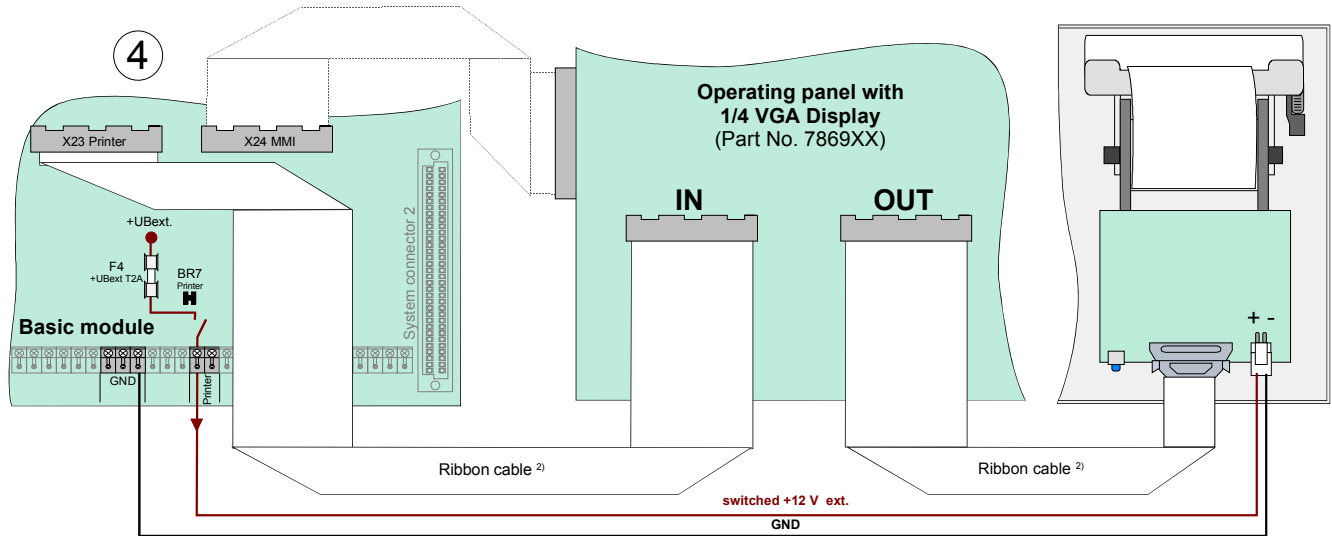 4
X23 Printer
X24 MMI
Operating panel with
1/4 VGA Display
(Part No. 7869XX)
IN
OUT
System connector 2
+UBext.
F4
+UBext T2A
BR7
Printer
Basic module
GND
Printer
+ -
Ribbon cable 2)
Ribbon cable 2)
switched +12 V ext.
GND